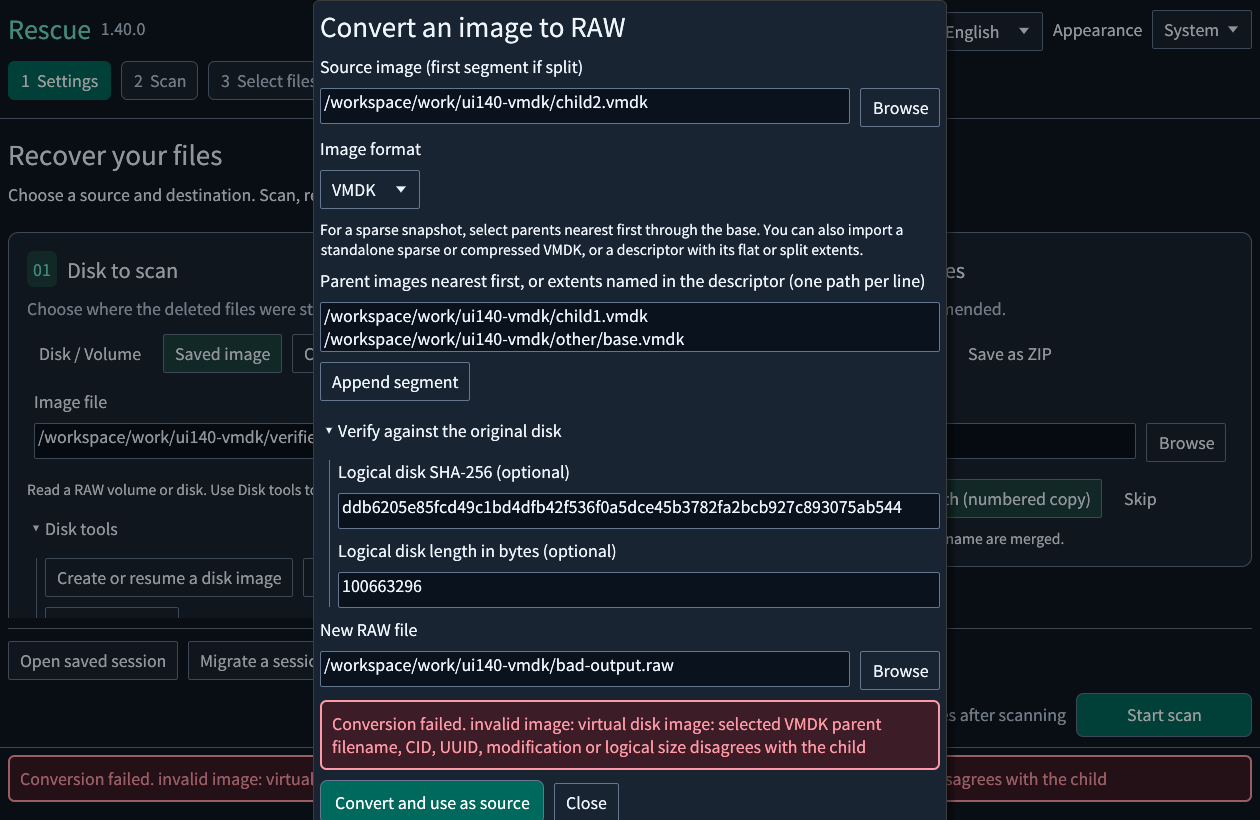 Rescue 1.40.0
English
Appearance
System
1 Settings
2 Scan
3 Select files
Recover your files
Choose a source and destination. Scan, re
01 Disk to scan
Choose where the deleted files were st
Disk / Volume
Saved image
Image file
/workspace/work/ui140-vmdk/verifie
Read a RAW volume or disk. Use Disk tools to
Disk tools
Create or resume a disk image
Open saved session
Migrate a sessio
Conversion failed. invalid image: virtual
Convert an image to RAW
Source image (first segment if split)
/workspace/work/ui140-vmdk/child2.vmdk
Browse
Image format
VMDK
For a sparse snapshot, select parents nearest first through the base. You can also import a
standalone sparse or compressed VMDK, or a descriptor with its flat or split extents.
Parent images nearest first, or extents named in the descriptor (one path per line)
/workspace/work/ui140-vmdk/child1.vmdk
/workspace/work/ui140-vmdk/other/base.vmdk
Append segment
Verify against the original disk
Logical disk SHA-256 (optional)
ddb6205e85fcd49c1bd4dfb42f536f0a5dce45b3782fa2bcb927c893075ab544
Logical disk length in bytes (optional)
100663296
New RAW file
/workspace/work/ui140-vmdk/bad-output.raw
Browse
Conversion failed. invalid image: virtual disk image: selected VMDK parent
filename, CID, UUID, modification or logical size disagrees with the child
Convert and use as source
Close
es
mended.
Save as ZIP
Browse
h (numbered copy)
Skip
name are merged.
s after scanning
Start scan
sagrees with the child